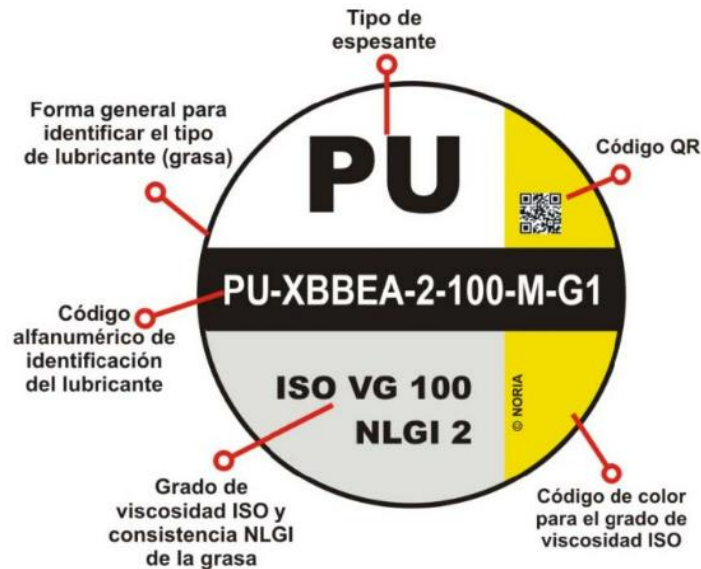 Tipo de
espesante
Forma general para
identificar el tipo
de lubricante (grasa)
PU
Código QR
PU-XBBEA-2-100-M-G1
Código
alfanumérico de
identificación
del lubricante
ISO VG 100
NLGI 2
© NORIA
Grado de
viscosidad ISO y
consistencia NLGI
de la grasa
Código de color
para el grado de
viscosidad ISO